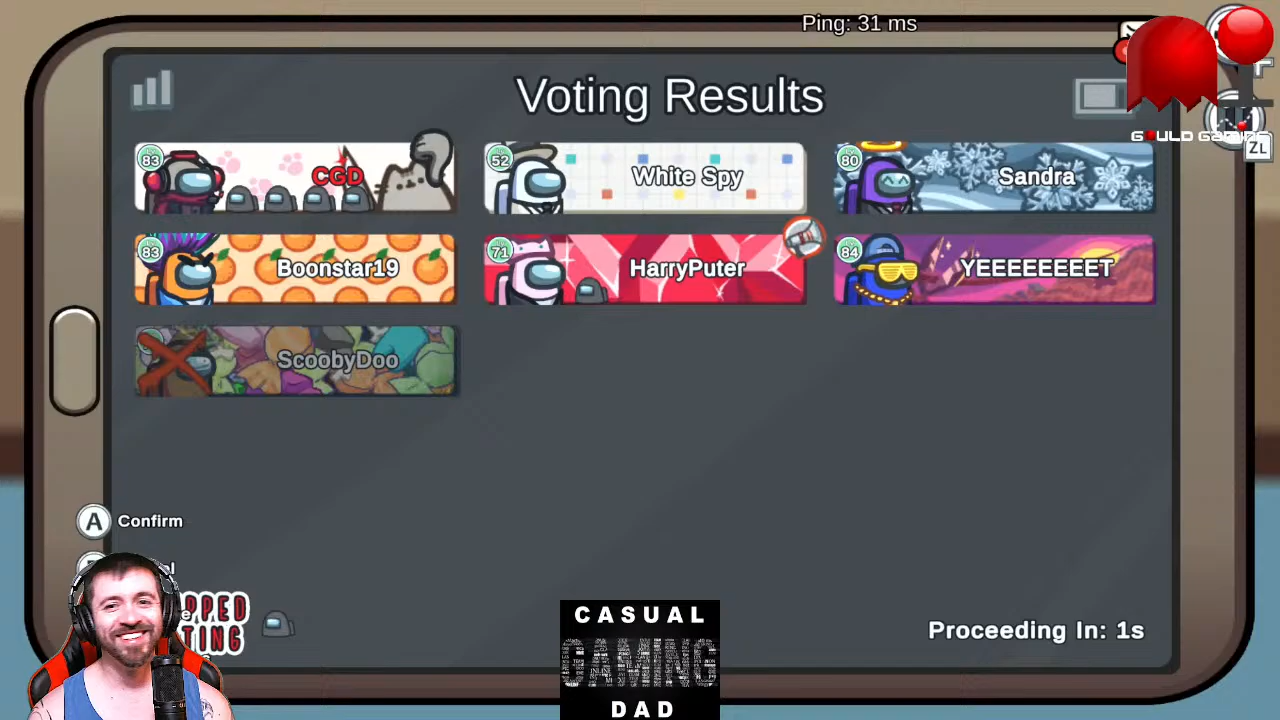 Ping: 31 ms
GOULD GAMING
ZL
Voting Results
83
CGD
52
White Spy
80
Sandra
83
Boonstar19
71
HarryPuter
84
YEEEEEEEET
ScoobyDoo
A Confirm
Proceeding In: 1s
CASUAL
DAD